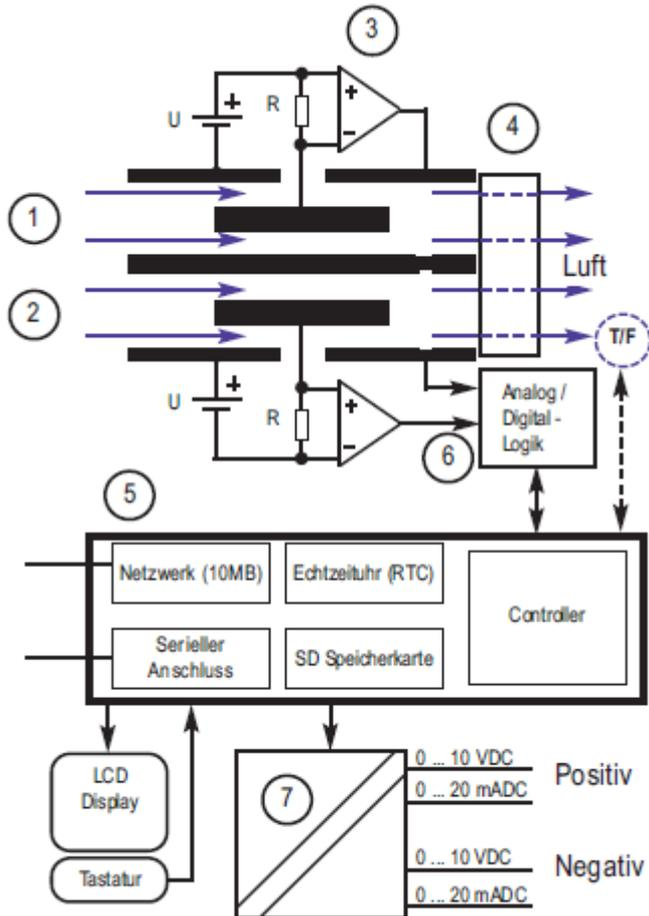 3
+
R
U
+
–
4
1
Luft
2
T/F
+
U
R
+
–
6
Analog /
Digital -
Logik
5
Netzwerk (10MB)
Echtzeituhr (RTC)
Controller
Serieller
Anschluss
SD Speicherkarte
LCD
Display
Tastatur
7
0 ... 10 VDC
Positiv
0 ... 20 mADC
0 ... 10 VDC
Negativ
0 ... 20 mADC